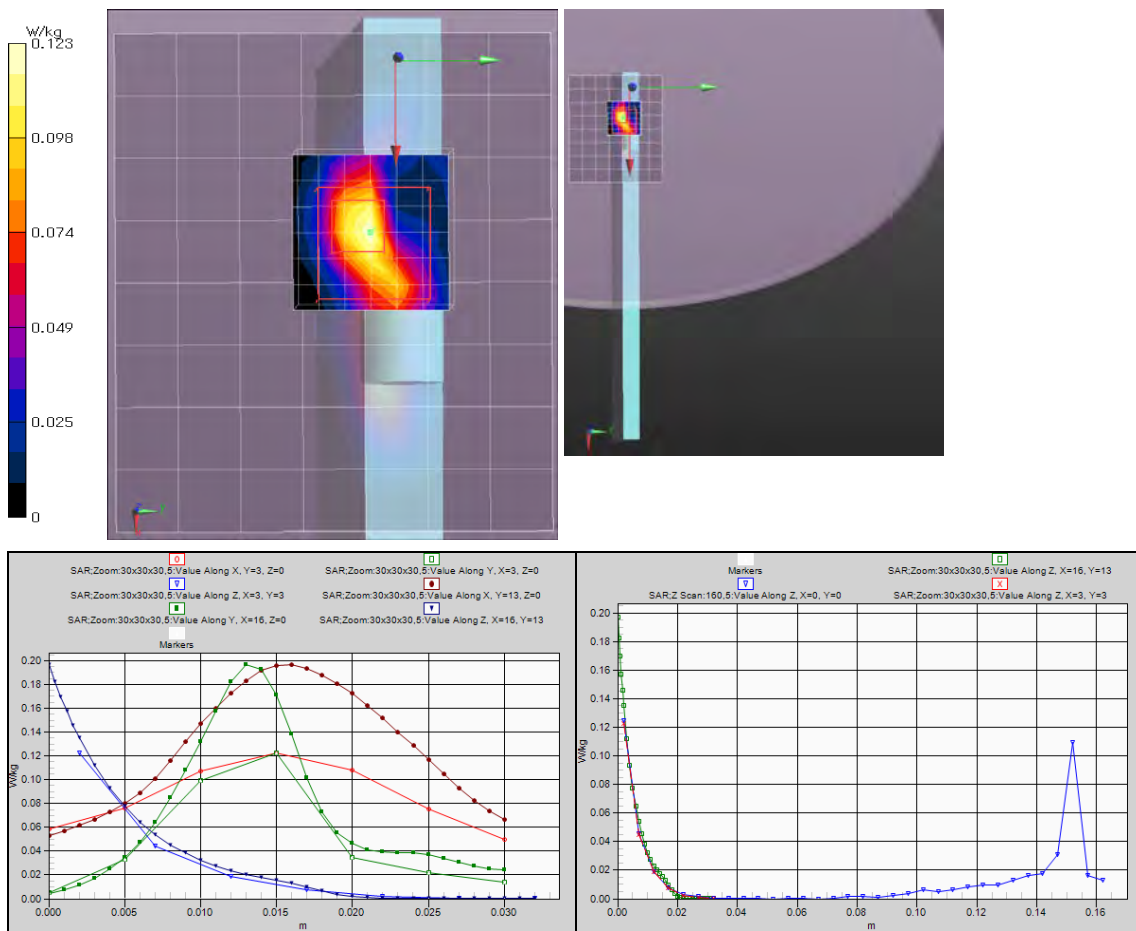 W/kg
0.123
0.098
0.074
0.049
0.025
0
SAR;Zoom:30x30x30,5:Value Along X, Y=3, Z=0
SAR;Zoom:30x30x30,5:Value Along Y, X=3, Z=0
SAR;Zoom:30x30x30,5:Value Along Z, X=3, Y=3
SAR;Zoom:30x30x30,5:Value Along X, Y=13, Z=0
SAR;Zoom:30x30x30,5:Value Along Y, X=16, Z=0
SAR;Zoom:30x30x30,5:Value Along Z, X=16, Y=13
Markers
0.20
0.18
0.16
0.14
0.12
0.10
0.08
0.06
0.04
0.02
0.00
W/kg
0.000 0.005 0.010 0.015 0.020 0.025 0.030
m
Markers
SAR;Zoom:30x30x30,5:Value Along Z, X=16, Y=13
SAR;Z Scan:160,5:Value Along Z, X=0, Y=0
SAR;Zoom:30x30x30,5:Value Along Z, X=3, Y=3
0.20
0.18
0.16
0.14
0.12
0.10
0.08
0.06
0.04
0.02
0.00
W/kg
0.00 0.02 0.04 0.06 0.08 0.10 0.12 0.14 0.16
m